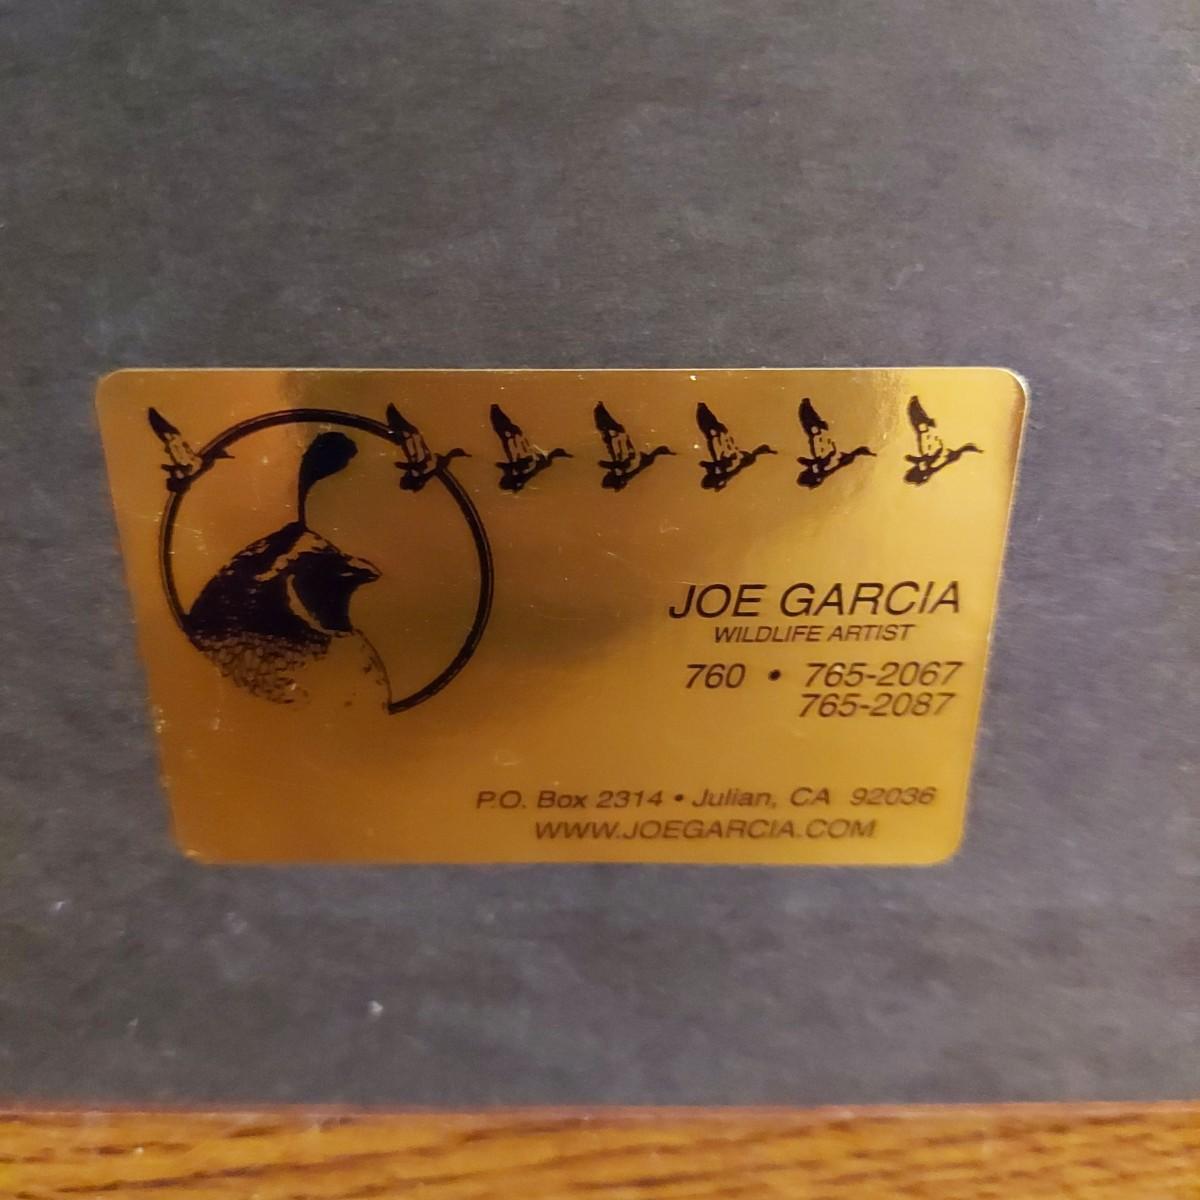 JOE GARCIA
WILDLIFE ARTIST
760 • 765-2067
765-2087
P.O. Box 2314 • Julian, CA 92036
WWW.JOEGARCIA.COM